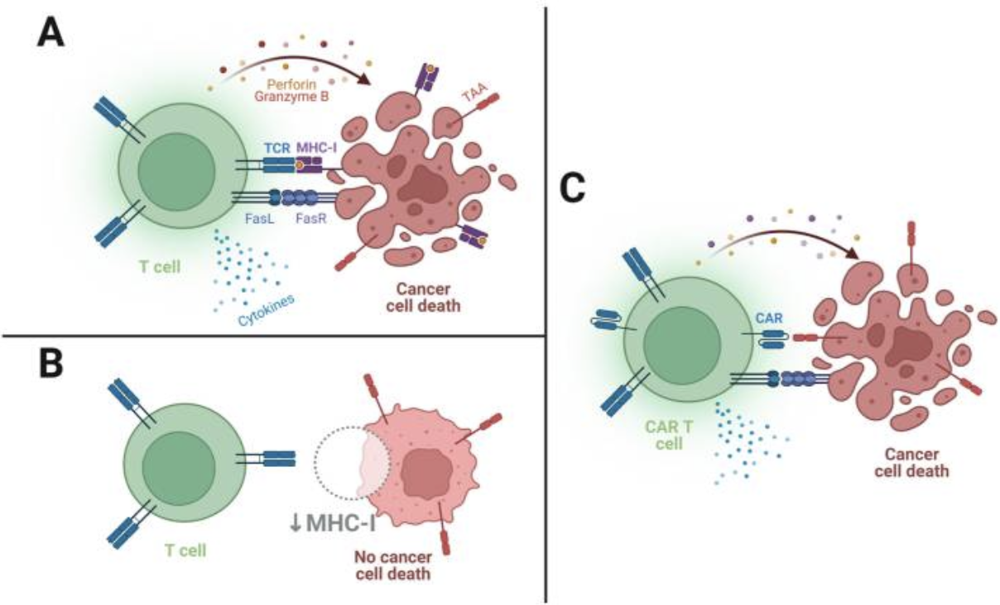 A
Perforin
Granzyme B
TAA
TCR MHC-I
FasL FasR
T cell
Cytokines
Cancer
cell death
B
↓MHC-I
T cell
No cancer
cell death
C
CAR
CAR T
cell
Cancer
cell death